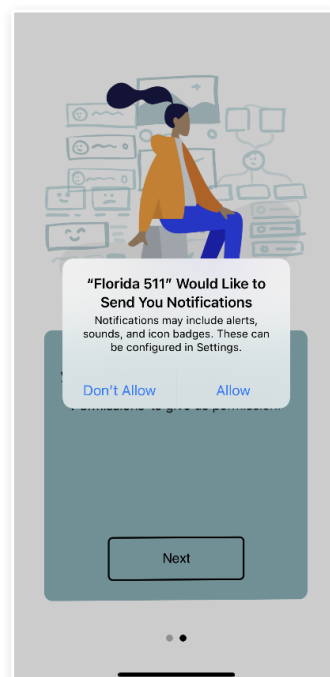 “Florida 511” Would Like to
Send You Notifications
Notifications may include alerts,
sounds, and icon badges. These can
be configured in Settings.
Don’t Allow
Allow
Next